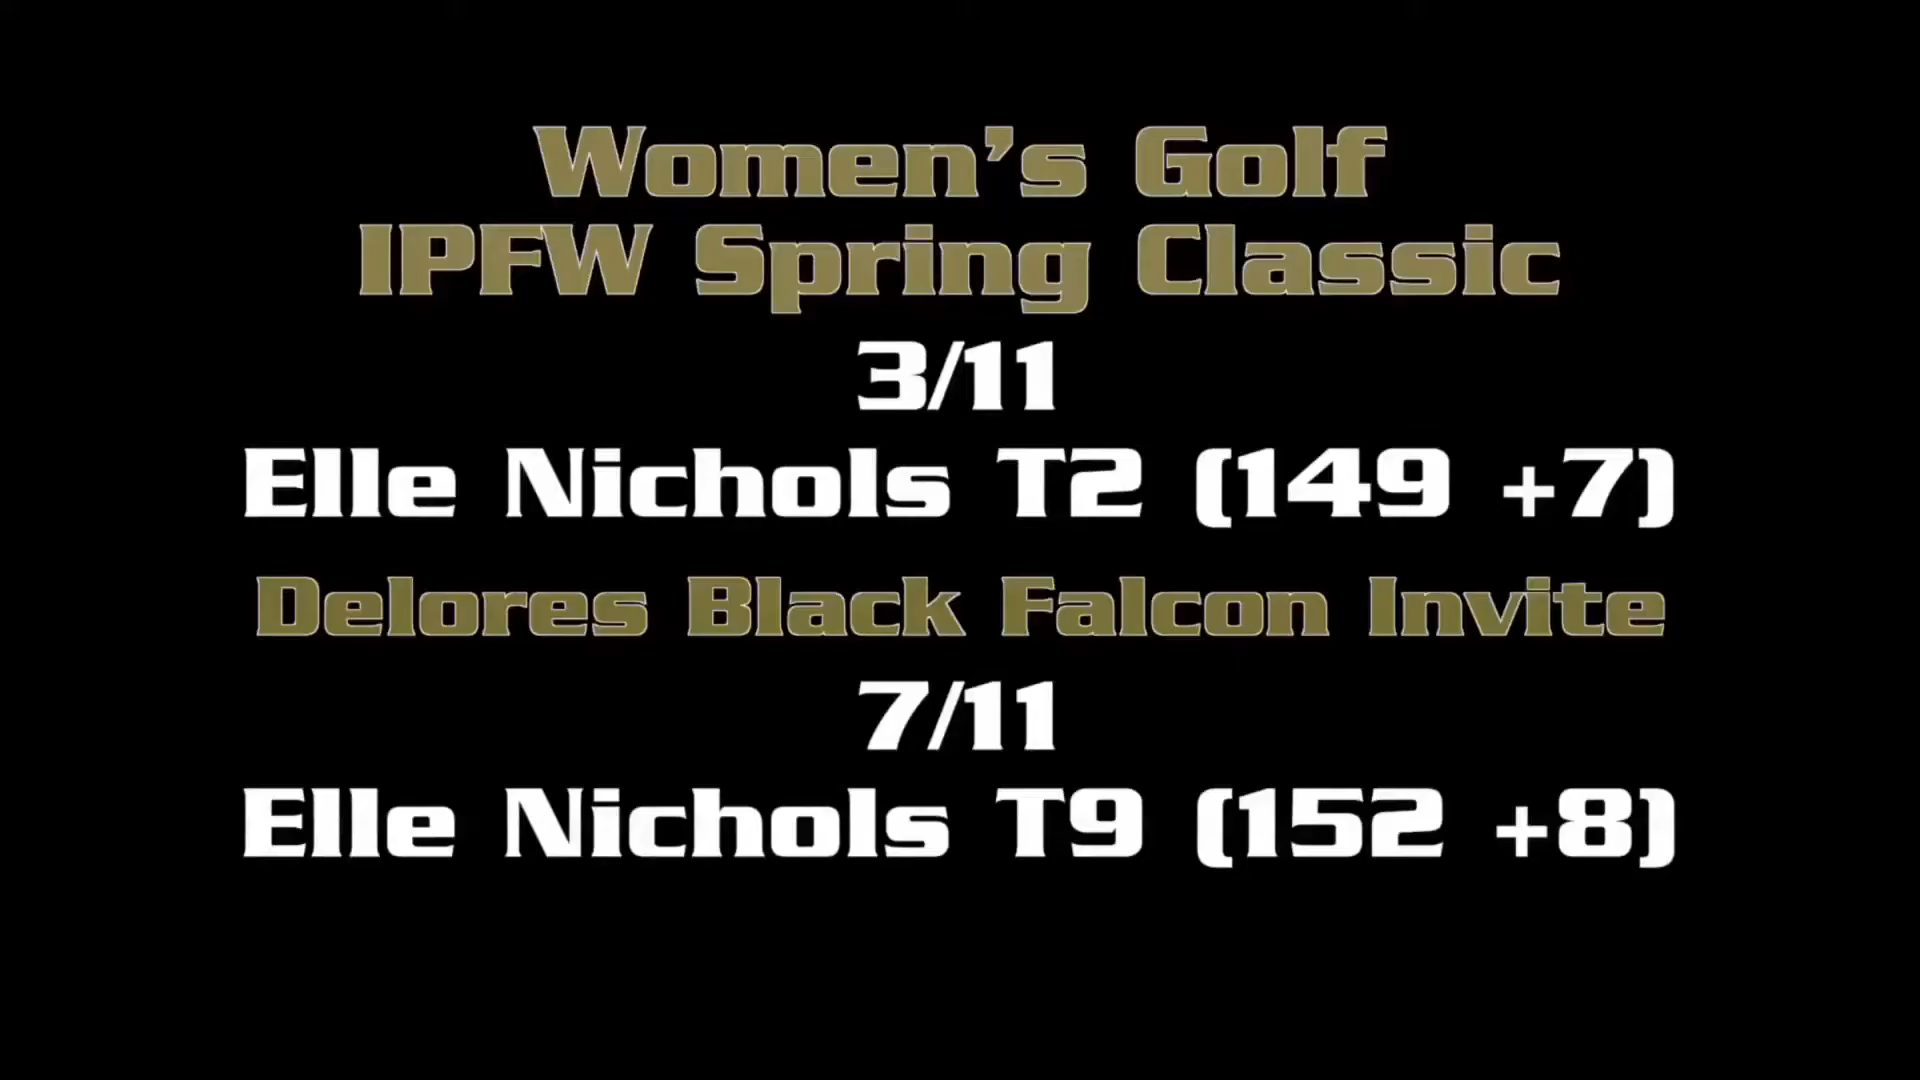 Women’s Golf
IPFW Spring Classic
3/11
Elle Nichols T2 (149 +7)
Delores Black Falcon Invite
7/11
Elle Nichols T9 (152 +8)